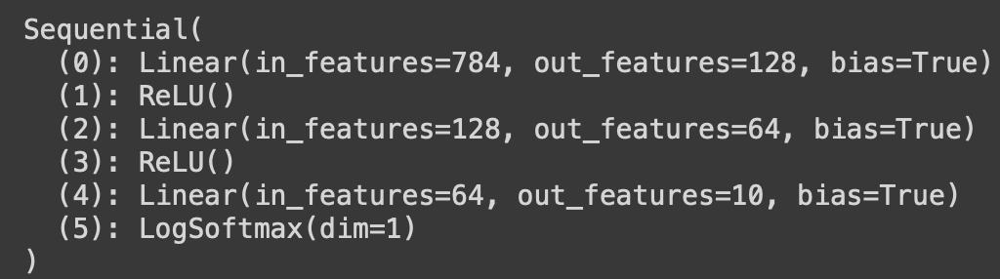 Sequential(
  (0): Linear(in_features=784, out_features=128, bias=True)
  (1): ReLU()
  (2): Linear(in_features=128, out_features=64, bias=True)
  (3): ReLU()
  (4): Linear(in_features=64, out_features=10, bias=True)
  (5): LogSoftmax(dim=1)
)